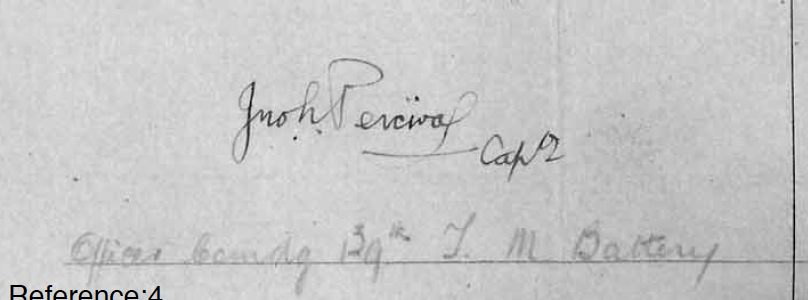 Jno h. Percival
Capt
Officer Comdg 139th T. M. Battery
Reference:4